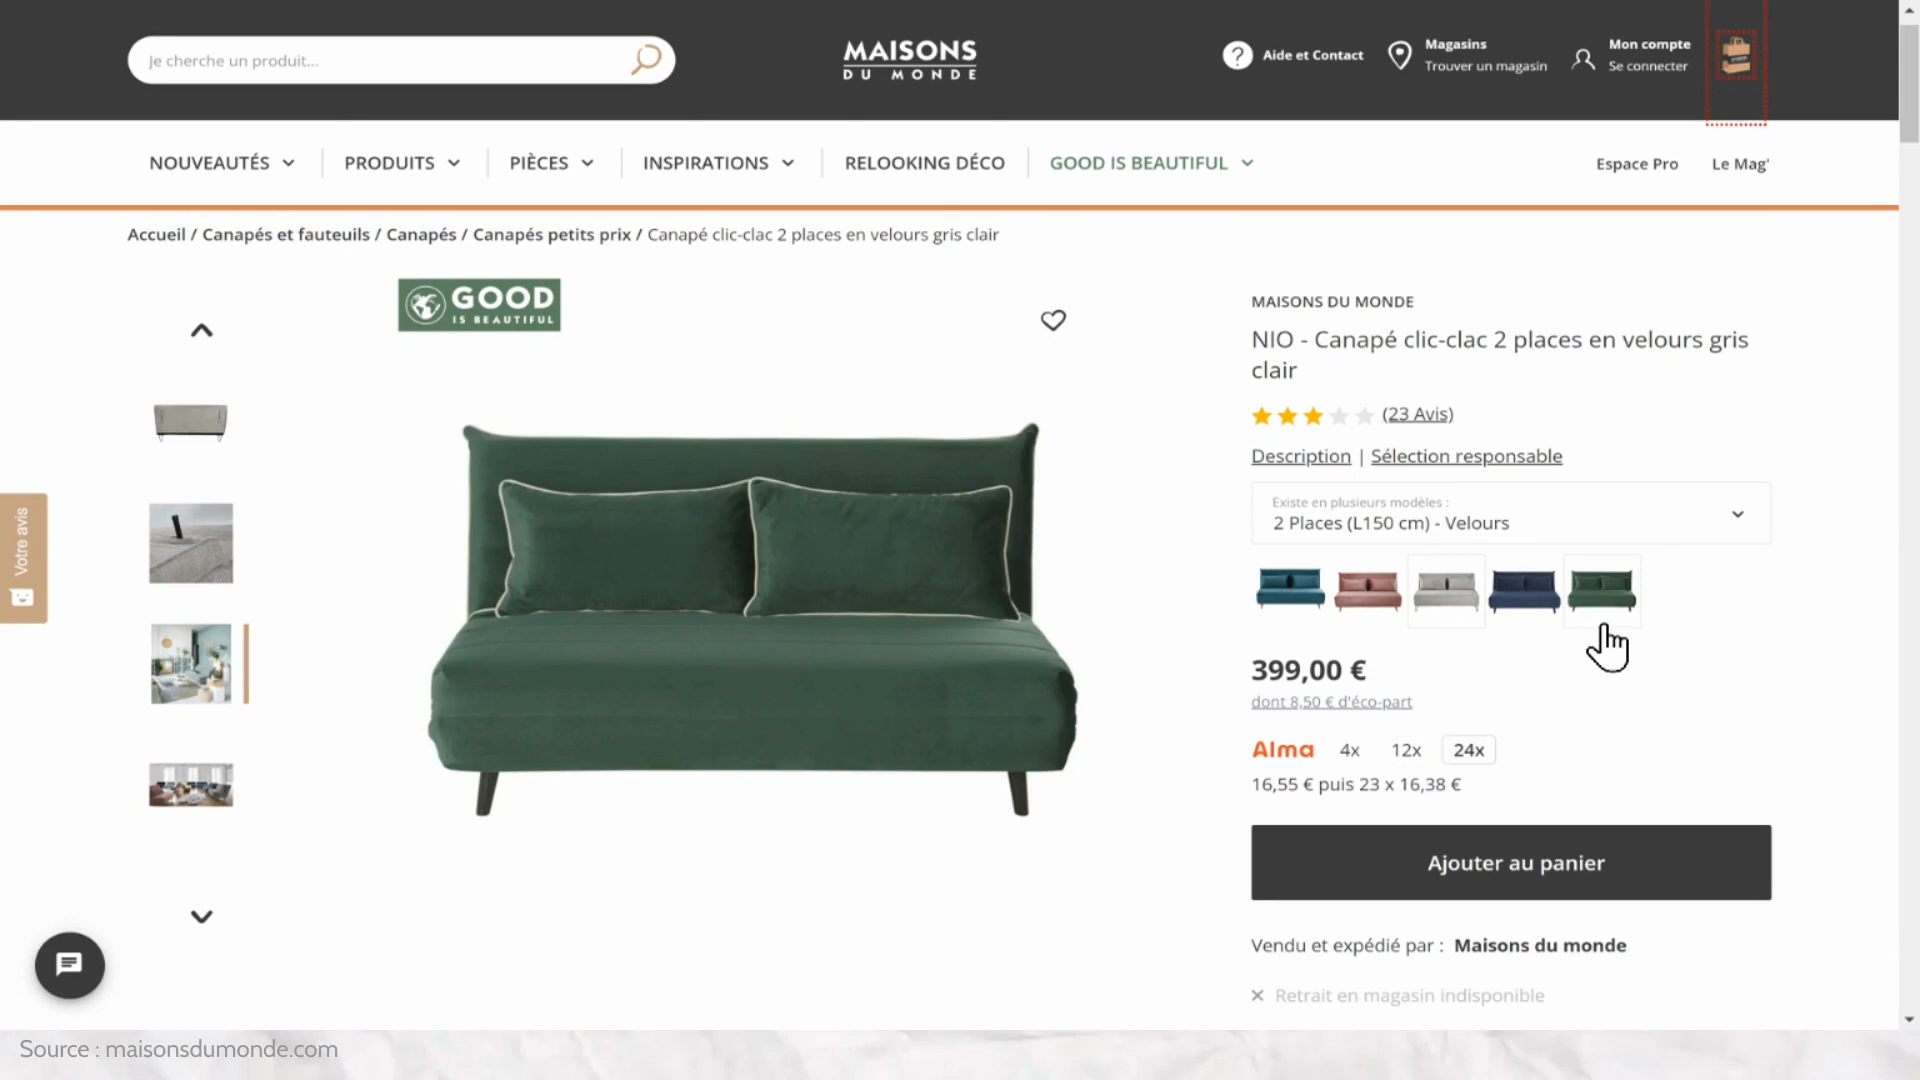 Je cherche un produit...
MAISONS
DU MONDE
Aide et Contact
Magasins
Trouver un magasin
Mon compte
Se connecter
NOUVEAUTÉS
PRODUITS
PIÈCES
INSPIRATIONS
RELOOKING DÉCO
GOOD IS BEAUTIFUL
Espace Pro
Le Mag'
Accueil / Canapés et fauteuils / Canapés / Canapés petits prix / Canapé clic-clac 2 places en velours gris clair
GOOD
IS BEAUTIFUL
MAISONS DU MONDE
NIO - Canapé clic-clac 2 places en velours gris
clair
(23 Avis)
Description | Sélection responsable
Existe en plusieurs modèles :
2 Places (L150 cm) - Velours
399,00 €
dont 8,50 € d'éco-part
Alma 4x 12x 24x
16,55 € puis 23 x 16,38 €
Ajouter au panier
Vendu et expédié par : Maisons du monde
Retrait en magasin indisponible
Votre avis
Source : maisonsdumonde.com